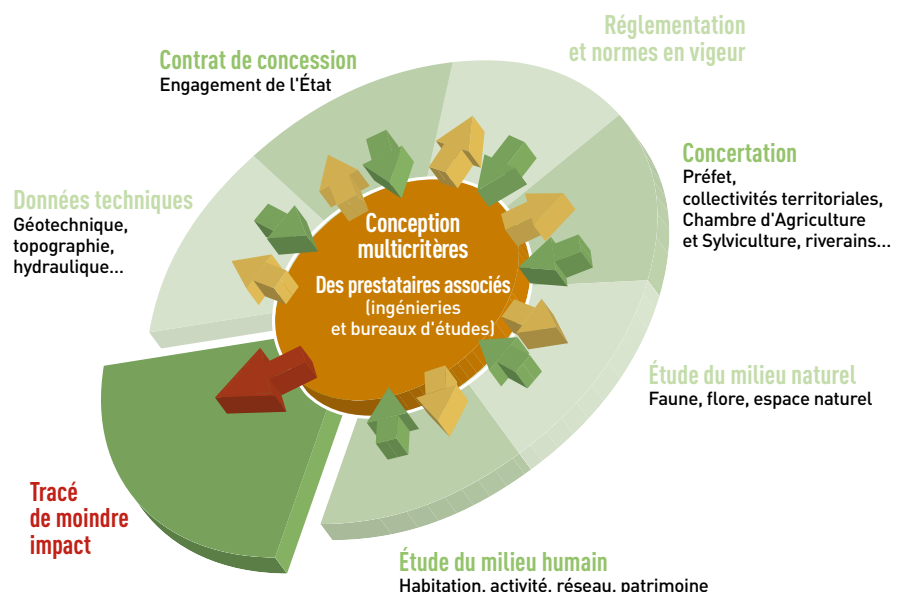 Réglementation
et normes en vigueur
Contrat de concession
Engagement de l'État
Concertation
Préfet,
collectivités territoriales,
Chambre d'Agriculture
et Sylviculture, riverains...
Données techniques
Géotechnique,
topographie,
hydraulique...
Conception
multicritères
Des prestataires associés
(ingénieries
et bureaux d'études)
Étude du milieu naturel
Faune, flore, espace naturel
Tracé
de moindre
impact
Étude du milieu humain
Habitation, activité, réseau, patrimoine